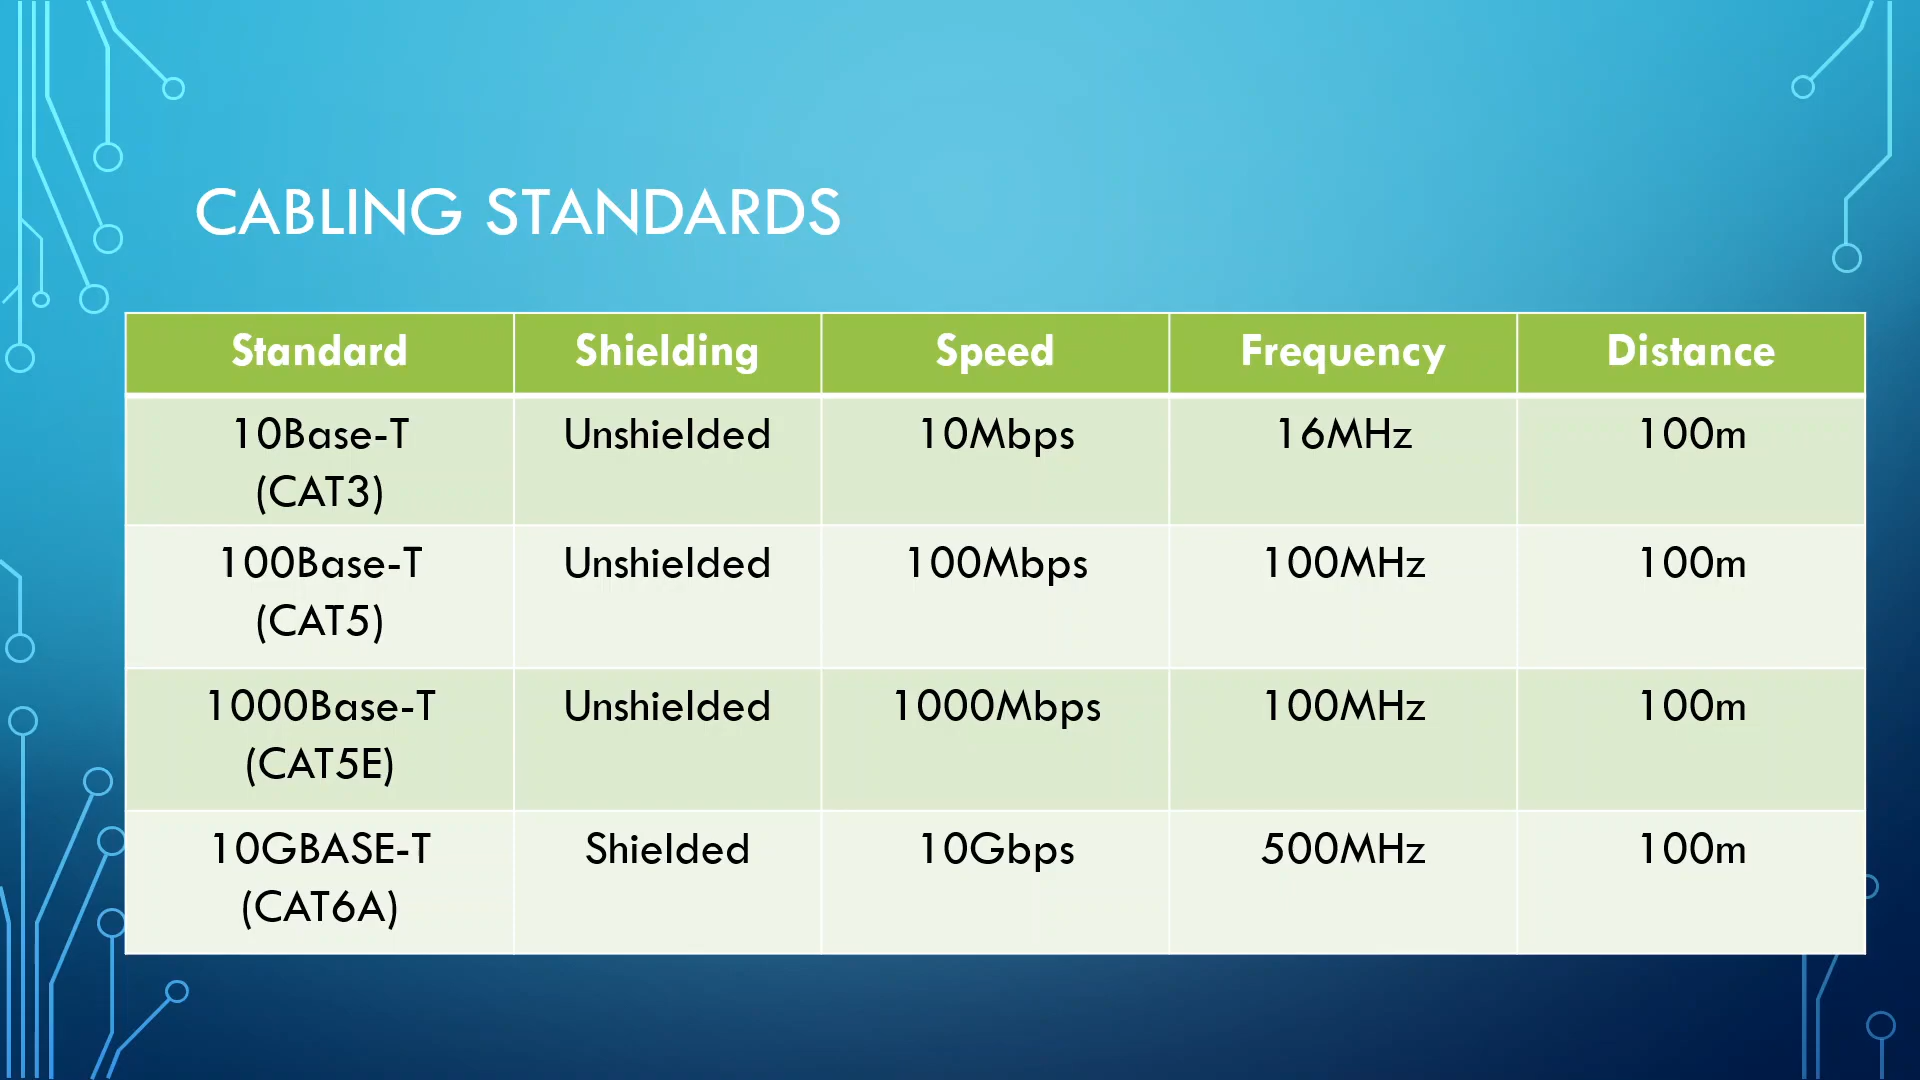 CABLING STANDARDS
Standard Shielding Speed Frequency Distance
10Base-T Unshielded 10Mbps 16MHz 100m
(CAT3)
100Base-T Unshielded 100Mbps 100MHz 100m
(CAT5)
1000Base-T Unshielded 1000Mbps 100MHz 100m
(CAT5E)
10GBASE-T Shielded 10Gbps 500MHz 100m
(CAT6A)